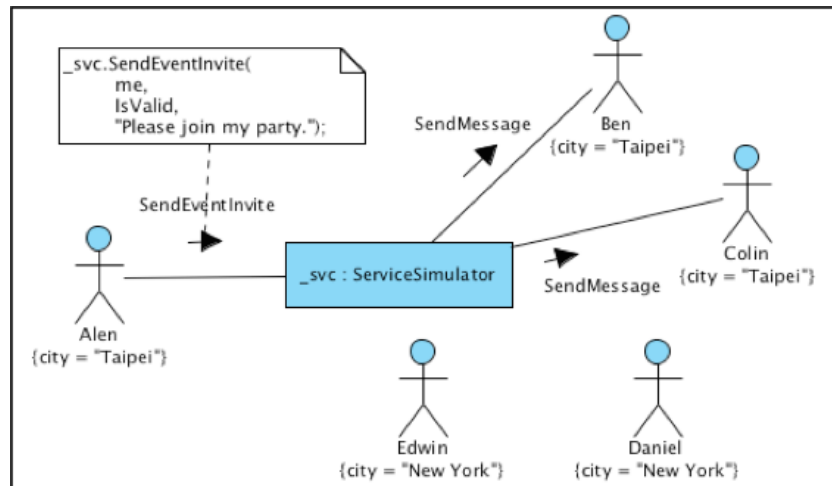 _svc.SendEventInvite(
me,
IsValid,
"Please join my party.");
SendMessage
Ben
{city = "Taipei"}
SendEventInvite
Colin
{city = "Taipei"}
_svc : ServiceSimulator
SendMessage
Alen
{city = "Taipei"}
Edwin
{city = "New York"}
Daniel
{city = "New York"}